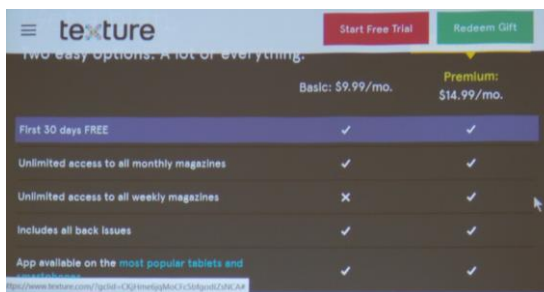 texture
Start Free Trial
Redeem Gift
Two easy options. A lot of everything.
Basic: $9.99/mo.
Premium:
$14.99/mo.
First 30 days FREE
Unlimited access to all monthly magazines
Unlimited access to all weekly magazines
Includes all back issues
App available on the most popular tablets and
smartphones